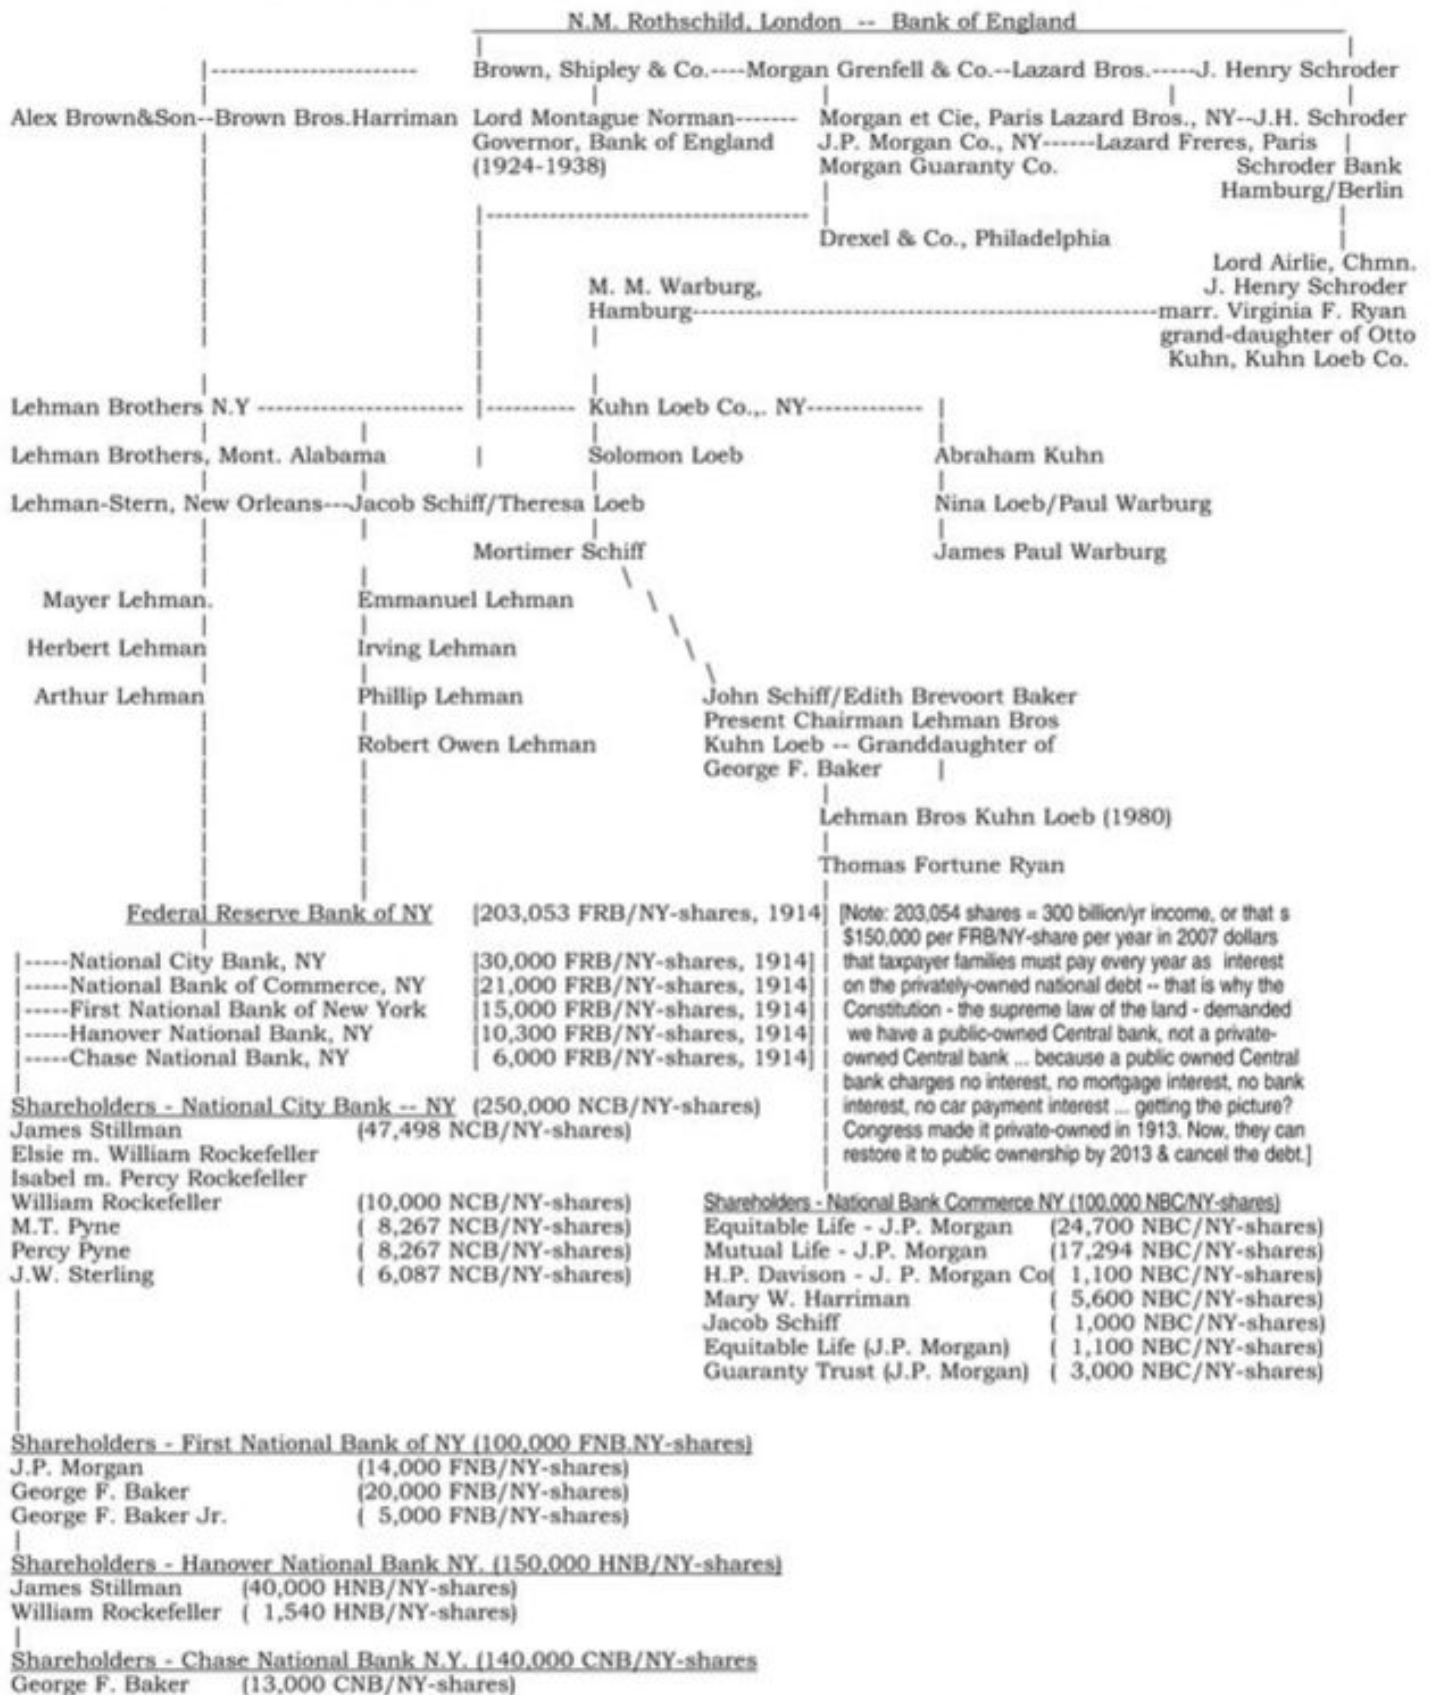 N.M. Rothschild, London -- Bank of England
|---------------------- Brown, Shipley & Co.----Morgan Grenfell & Co.--Lazard Bros.-----J. Henry Schroder
Alex Brown&Son--Brown Bros.Harriman Lord Montague Norman------- Morgan et Cie, Paris Lazard Bros., NY--J.H. Schroder
Governor, Bank of England J.P. Morgan Co., NY------Lazard Freres, Paris |
(1924-1938) Morgan Guaranty Co. Schroder Bank
Hamburg/Berlin
|----------------------------------- |
Drexel & Co., Philadelphia
Lord Airlie, Chmn.
M. M. Warburg, J. Henry Schroder
Hamburg--------------------------------------------------marr. Virginia F. Ryan
grand-daughter of Otto
Kuhn, Kuhn Loeb Co.
Lehman Brothers N.Y ---------------------- |---------- Kuhn Loeb Co.,. NY------------- |
Lehman Brothers, Mont. Alabama | Solomon Loeb Abraham Kuhn
Lehman-Stern, New Orleans---Jacob Schiff/Theresa Loeb Nina Loeb/Paul Warburg
Mortimer Schiff James Paul Warburg
Mayer Lehman. Emmanuel Lehman
Herbert Lehman Irving Lehman
Arthur Lehman Phillip Lehman John Schiff/Edith Brevoort Baker
Present Chairman Lehman Bros
Robert Owen Lehman Kuhn Loeb -- Granddaughter of
George F. Baker |
Lehman Bros Kuhn Loeb (1980)
Thomas Fortune Ryan
Federal Reserve Bank of NY [203,053 FRB/NY-shares, 1914]
|-----National City Bank, NY [30,000 FRB/NY-shares, 1914]
|-----National Bank of Commerce, NY [21,000 FRB/NY-shares, 1914]
|-----First National Bank of New York [15,000 FRB/NY-shares, 1914]
|-----Hanover National Bank, NY [10,300 FRB/NY-shares, 1914]
|-----Chase National Bank, NY [ 6,000 FRB/NY-shares, 1914]
[Note: 203,054 shares = 300 billion/yr income, or that s
$150,000 per FRB/NY-share per year in 2007 dollars
that taxpayer families must pay every year as interest
on the privately-owned national debt -- that is why the
Constitution - the supreme law of the land - demanded
we have a public-owned Central bank, not a private-
owned Central bank ... because a public owned Central
bank charges no interest, no mortgage interest, no bank
interest, no car payment interest ... getting the picture?
Congress made it private-owned in 1913. Now, they can
restore it to public ownership by 2013 & cancel the debt.]
Shareholders - National City Bank -- NY (250,000 NCB/NY-shares)
James Stillman (47,498 NCB/NY-shares)
Elsie m. William Rockefeller
Isabel m. Percy Rockefeller
William Rockefeller (10,000 NCB/NY-shares)
M.T. Pyne ( 8,267 NCB/NY-shares)
Percy Pyne ( 8,267 NCB/NY-shares)
J.W. Sterling ( 6,087 NCB/NY-shares)
Shareholders - National Bank Commerce NY (100,000 NBC/NY-shares)
Equitable Life - J.P. Morgan (24,700 NBC/NY-shares)
Mutual Life - J.P. Morgan (17,294 NBC/NY-shares)
H.P. Davison - J. P. Morgan Co( 1,100 NBC/NY-shares)
Mary W. Harriman ( 5,600 NBC/NY-shares)
Jacob Schiff ( 1,000 NBC/NY-shares)
Equitable Life (J.P. Morgan) ( 1,100 NBC/NY-shares)
Guaranty Trust (J.P. Morgan) ( 3,000 NBC/NY-shares)
Shareholders - First National Bank of NY (100,000 FNB.NY-shares)
J.P. Morgan (14,000 FNB/NY-shares)
George F. Baker (20,000 FNB/NY-shares)
George F. Baker Jr. ( 5,000 FNB/NY-shares)
Shareholders - Hanover National Bank NY. (150,000 HNB/NY-shares)
James Stillman (40,000 HNB/NY-shares)
William Rockefeller ( 1,540 HNB/NY-shares)
Shareholders - Chase National Bank N.Y. (140,000 CNB/NY-shares
George F. Baker (13,000 CNB/NY-shares)